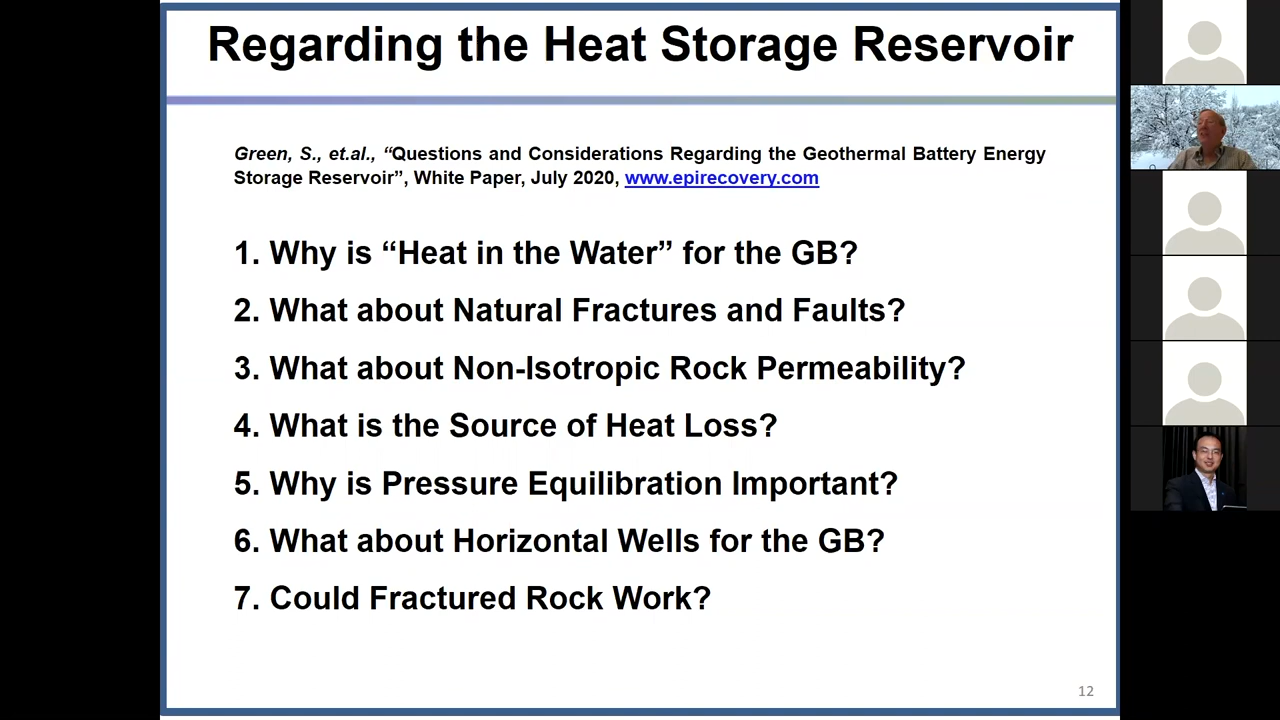 Regarding the Heat Storage Reservoir
Green, S., et.al., “Questions and Considerations Regarding the Geothermal Battery Energy
Storage Reservoir”, White Paper, July 2020, www.epirecovery.com
1. Why is “Heat in the Water” for the GB?
2. What about Natural Fractures and Faults?
3. What about Non-Isotropic Rock Permeability?
4. What is the Source of Heat Loss?
5. Why is Pressure Equilibration Important?
6. What about Horizontal Wells for the GB?
7. Could Fractured Rock Work?
12